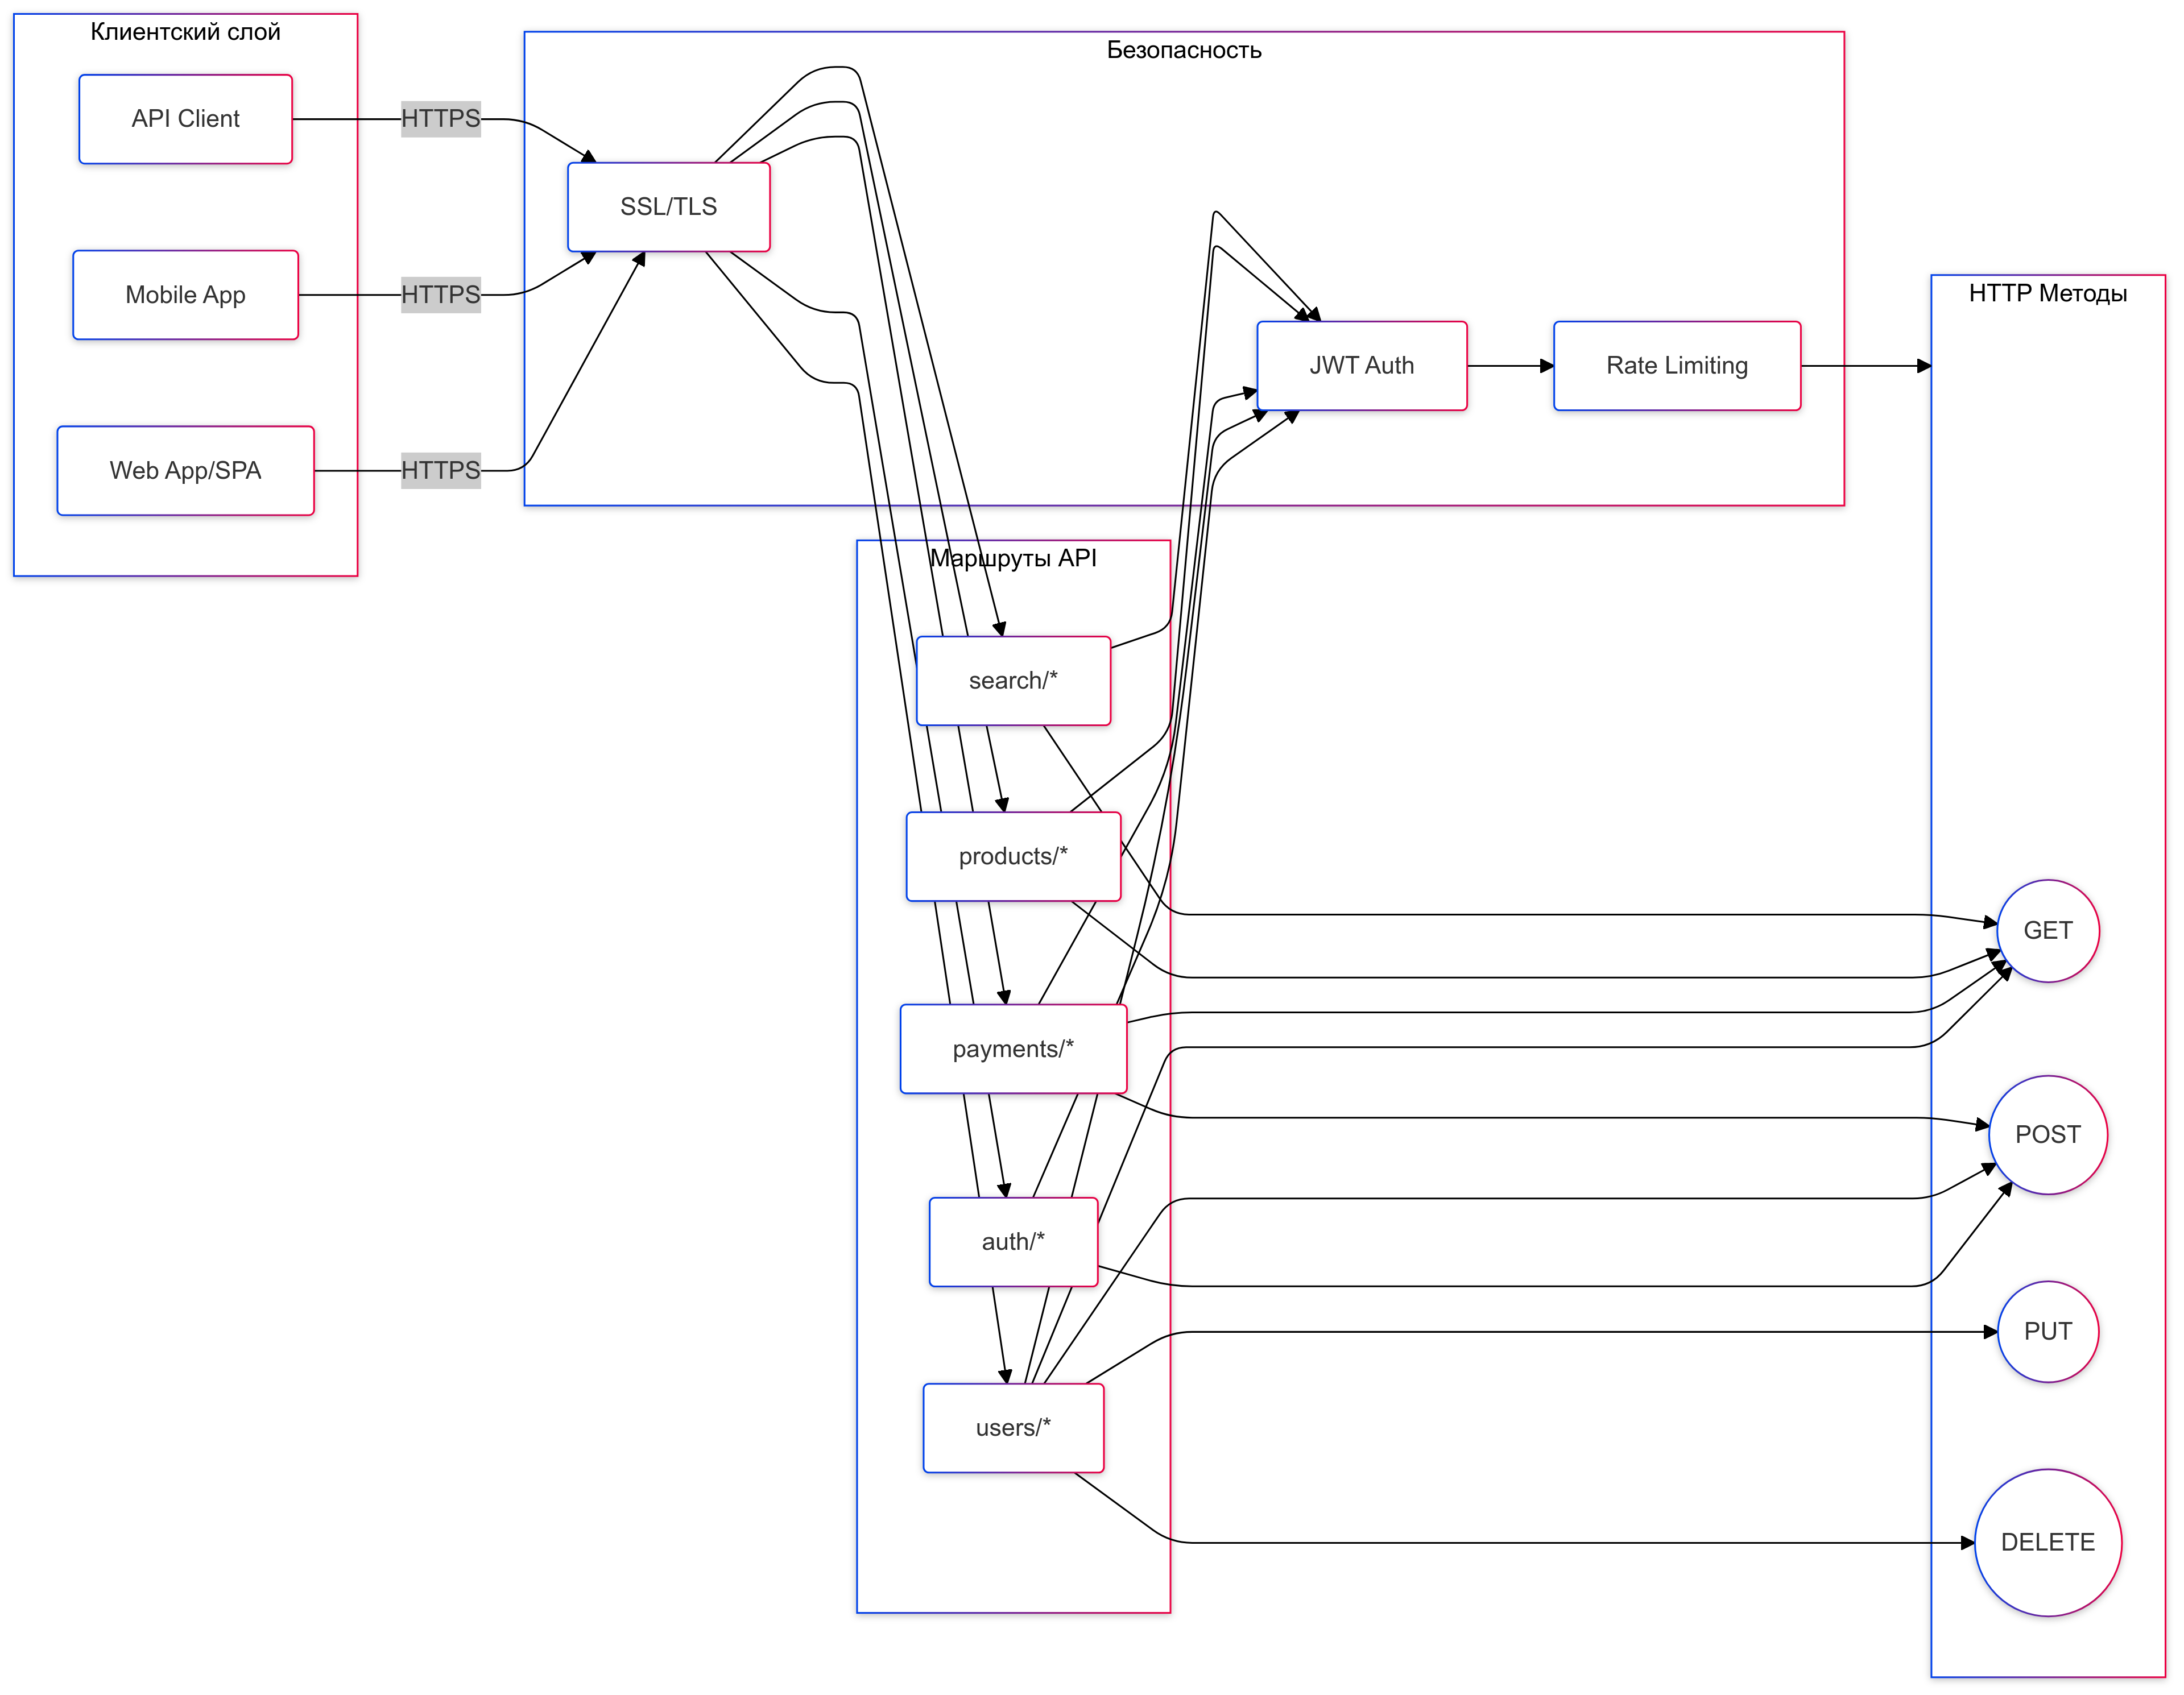 Клиентский слой
API Client
Mobile App
Web App/SPA
HTTPS
HTTPS
HTTPS
Безопасность
SSL/TLS
JWT Auth
Rate Limiting
Маршруты API
search/*
products/*
payments/*
auth/*
users/*
HTTP Методы
GET
POST
PUT
DELETE